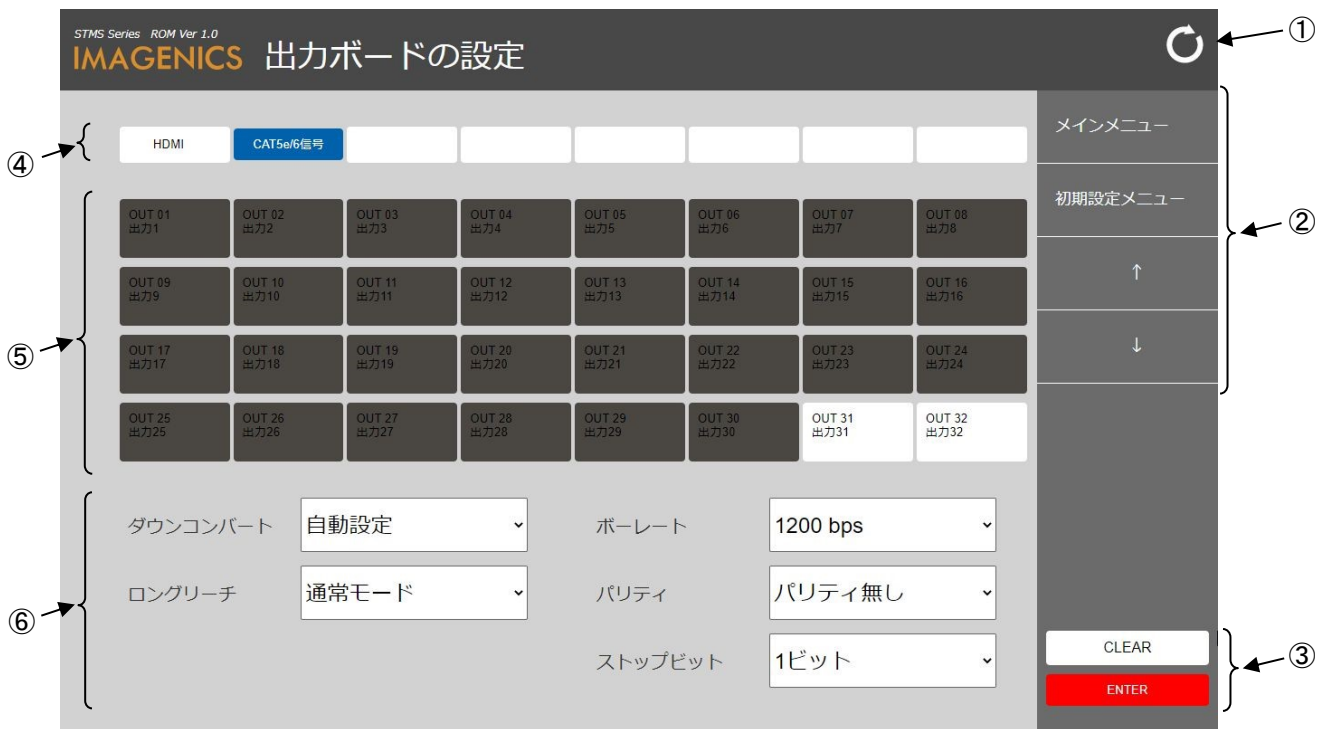 STMS Series ROM Ver 1.0
IMAGENICS 出力ボードの設定
①
メインメニュー
初期設定メニュー
↑
↓
②
④
HDMI
CAT5e/6信号
⑤
OUT 01
出力1
OUT 02
出力2
OUT 03
出力3
OUT 04
出力4
OUT 05
出力5
OUT 06
出力6
OUT 07
出力7
OUT 08
出力8
OUT 09
出力9
OUT 10
出力10
OUT 11
出力11
OUT 12
出力12
OUT 13
出力13
OUT 14
出力14
OUT 15
出力15
OUT 16
出力16
OUT 17
出力17
OUT 18
出力18
OUT 19
出力19
OUT 20
出力20
OUT 21
出力21
OUT 22
出力22
OUT 23
出力23
OUT 24
出力24
OUT 25
出力25
OUT 26
出力26
OUT 27
出力27
OUT 28
出力28
OUT 29
出力29
OUT 30
出力30
OUT 31
出力31
OUT 32
出力32
⑥
ダウンコンバート 自動設定
ボーレート 1200 bps
ロングリーチ 通常モード
パリティ パリティ無し
ストップビット 1ビット
CLEAR
ENTER
③